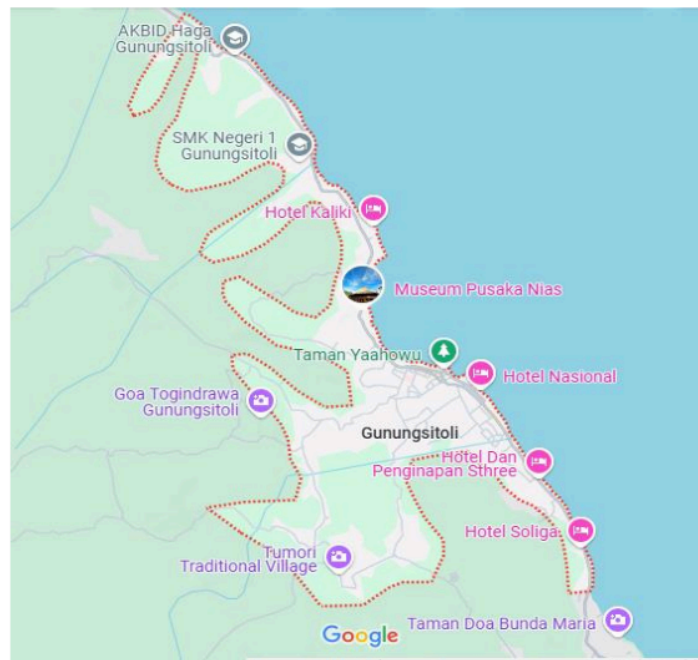 AKBID Haga
Gunungsitoli
SMK Negeri 1
Gunungsitoli
Hotel Kaliki
Museum Pusaka Nias
Taman Yaahowu
Hotel Nasional
Goa Togindrawa
Gunungsitoli
Gunungsitoli
Hotel Dan
Penginapan Sthree
Hotel Soliga
Tumori
Traditional Village
Taman Doa Bunda Maria
Google